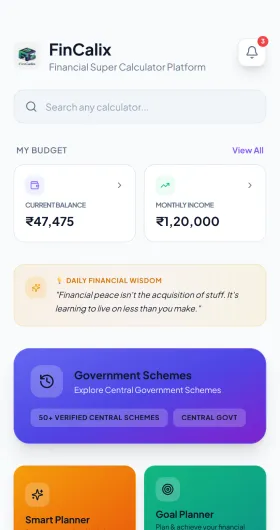 FinCalix
3
Financial Super Calculator Platform
Search any calculator...
MY BUDGET
View All
CURRENT BALANCE
₹47,475
MONTHLY INCOME
₹1,20,000
DAILY FINANCIAL WISDOM
"Financial peace isn't the acquisition of stuff. It's
learning to live on less than you make."
Government Schemes
Explore Central Government Schemes
50+ VERIFIED CENTRAL SCHEMES
CENTRAL GOVT
Smart Planner
Goal Planner
Plan & achieve your financial